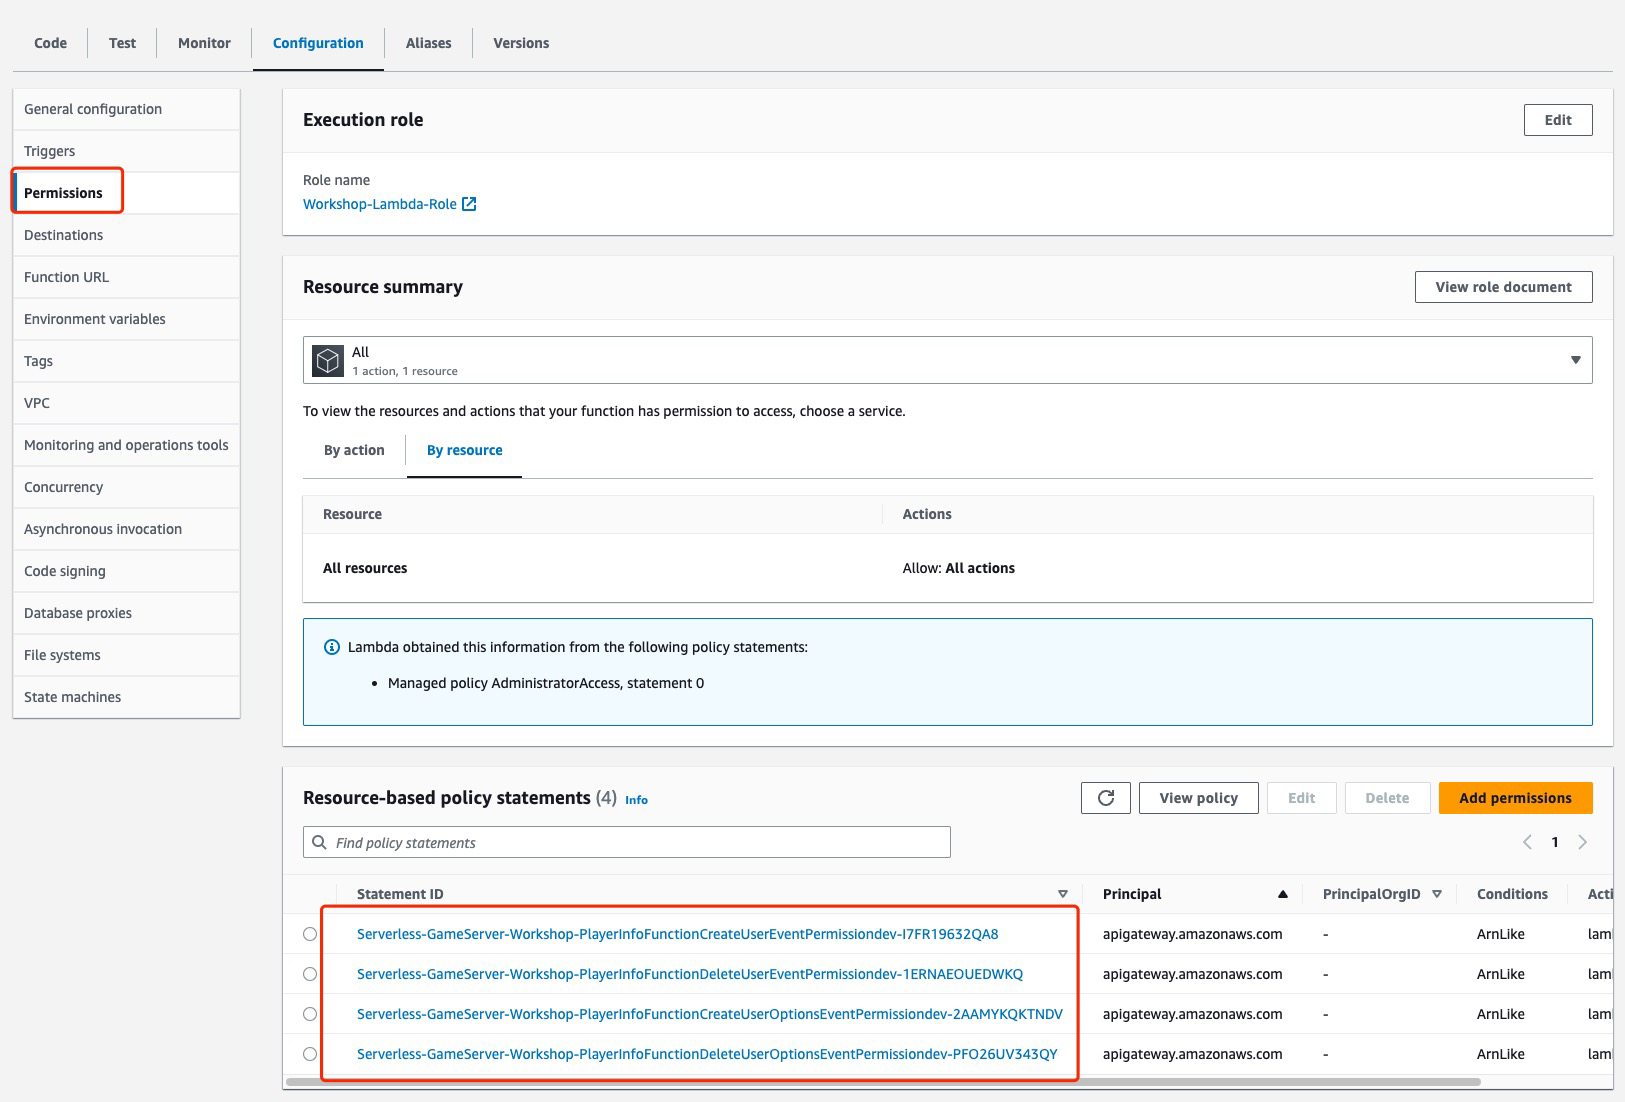 Code Test Monitor Configuration Aliases Versions
General configuration
Triggers
Permissions
Destinations
Function URL
Environment variables
Tags
VPC
Monitoring and operations tools
Concurrency
Asynchronous invocation
Code signing
Database proxies
File systems
State machines
Execution role
Edit
Role name
Workshop-Lambda-Role
Resource summary
View role document
All
1 action, 1 resource
To view the resources and actions that your function has permission to access, choose a service.
By action By resource
Resource Actions
All resources Allow: All actions
Lambda obtained this information from the following policy statements:
• Managed policy AdministratorAccess, statement 0
Resource-based policy statements (4) Info
View policy Edit Delete Add permissions
Find policy statements
1
Statement ID Principal PrincipalOrgID Conditions Acti
Serverless-GameServer-Workshop-PlayerInfoFunctionCreateUserEventPermissiondev-I7FR19632QA8 apigateway.amazonaws.com - ArnLike lam
Serverless-GameServer-Workshop-PlayerInfoFunctionDeleteUserEventPermissiondev-1ERNAEOUEDWKQ apigateway.amazonaws.com - ArnLike lam
Serverless-GameServer-Workshop-PlayerInfoFunctionCreateUserOptionsEventPermissiondev-2AAMYKQKTNDV apigateway.amazonaws.com - ArnLike lam
Serverless-GameServer-Workshop-PlayerInfoFunctionDeleteUserOptionsEventPermissiondev-PFO26UV343QY apigateway.amazonaws.com - ArnLike lam